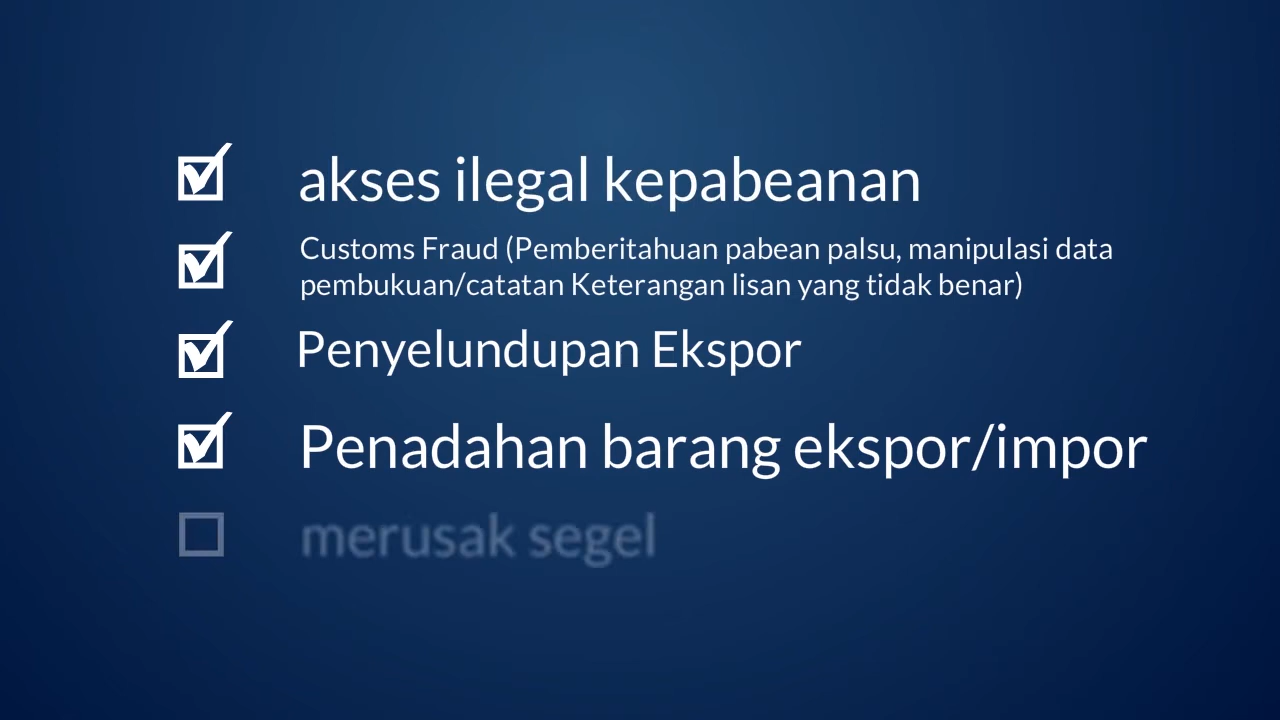 akses ilegal kepabeanan
Customs Fraud (Pemberitahuan pabean palsu, manipulasi data
pembukuan/catatan Keterangan lisan yang tidak benar)
Penyelundupan Ekspor
Penadahan barang ekspor/impor
merusak segel